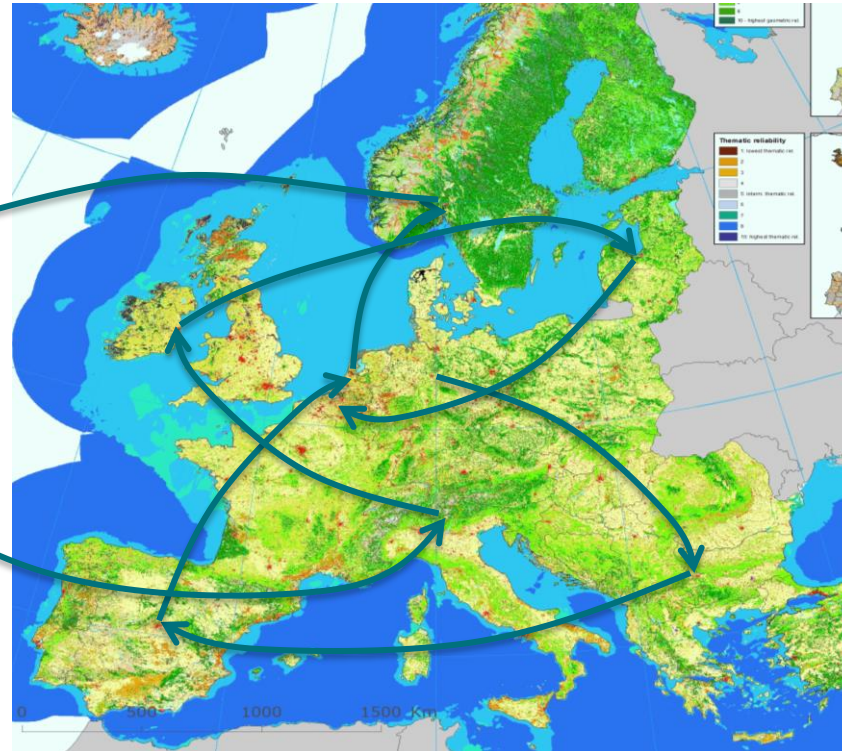 10 - highest geometric rel.
Thematic reliability
1: lowest thematic rel.
2
3
4
5: interm. thematic rel.
6
7
8
10: highest thematic rel.
0 500 1000 1500 Km